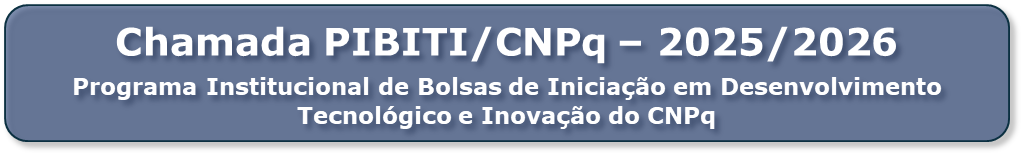 Chamada PIBITI/CNPq – 2025/2026
Programa Institucional de Bolsas de Iniciação em Desenvolvimento
Tecnológico e Inovação do CNPq